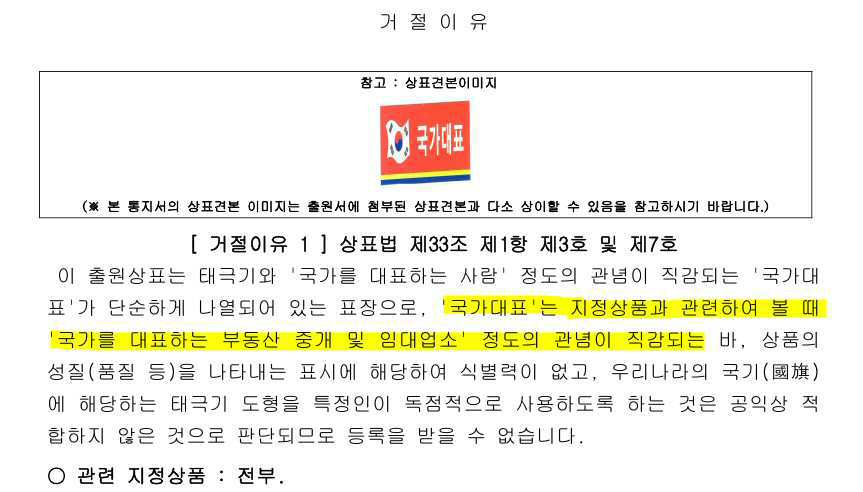 거 절 이 유
참고 : 상표견본이미지
국가대표
(※ 본 통지서의 상표견본 이미지는 출원서에 첨부된 상표견본과 다소 상이할 수 있음을 참고하시기 바랍니다.)
[ 거절이유 1 ] 상표법 제33조 제1항 제3호 및 제7호
이 출원상표는 태극기와 '국가를 대표하는 사람' 정도의 관념이 직감되는 '국가대
표'가 단순하게 나열되어 있는 표장으로, '국가대표'는 지정상품과 관련하여 볼 때
'국가를 대표하는 부동산 중개 및 임대업소' 정도의 관념이 직감되는 바, 상품의
성질(품질 등)을 나타내는 표시에 해당하여 식별력이 없고, 우리나라의 국기(國旗)
에 해당하는 태극기 도형을 특정인이 독점적으로 사용하도록 하는 것은 공익상 적
합하지 않은 것으로 판단되므로 등록을 받을 수 없습니다.
○ 관련 지정상품 : 전부.